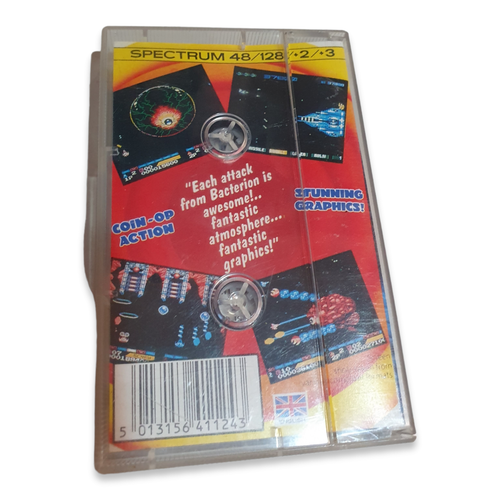 SPECTRUM 48/128/+2/+3
"Each attack
from Bacterion is
awesome!..
fantastic
atmosphere...
fantastic
graphics!"
COIN-OP
ACTION
STUNNING
GRAPHICS!
5 013156 411243